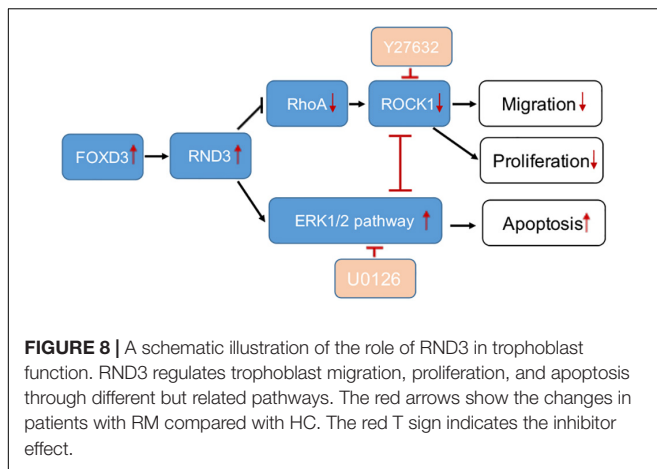 Y27632
RhoA
ROCK1
Migration
FOXD3
RND3
Proliferation
ERK1/2 pathway
Apoptosis
U0126
FIGURE 8 | A schematic illustration of the role of RND3 in trophoblast
function. RND3 regulates trophoblast migration, proliferation, and apoptosis
through different but related pathways. The red arrows show the changes in
patients with RM compared with HC. The red T sign indicates the inhibitor
effect.